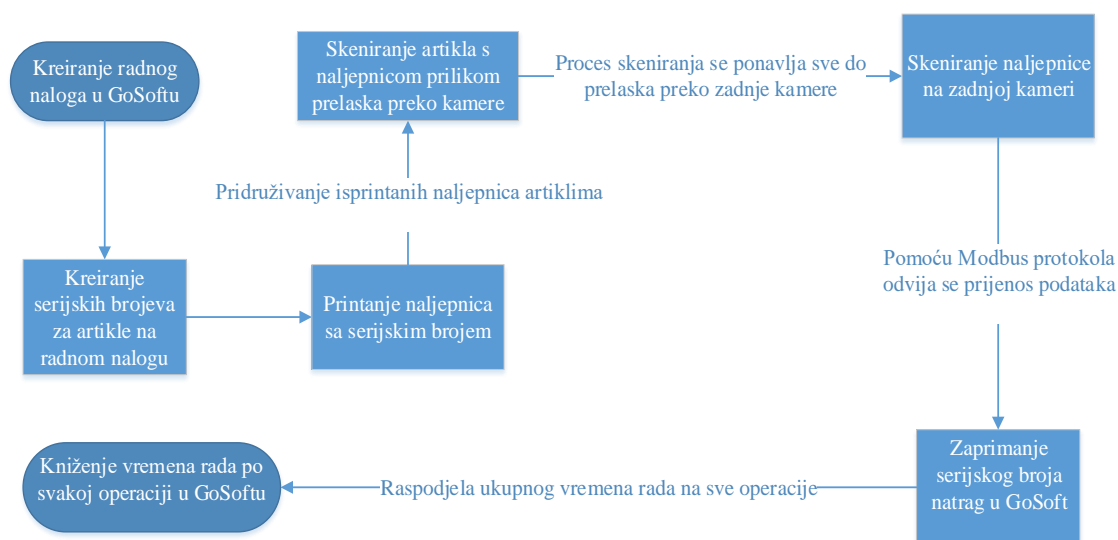 Kreiranje radnog
naloga u GoSoftu
Kreiranje
serijskih brojeva
za artikle na
radnom nalogu
Printanje naljepnica
sa serijskim brojem
Pridruživanje isprintanih naljepnica artiklima
Skeniranje artikla s
naljepnicom prilikom
prelaska preko kamere
Proces skeniranja se ponavlja sve do
prelaska preko zadnje kamere
Skeniranje naljepnice
na zadnjoj kameri
Pomoću Modbus protokola
odvija se prijenos podataka
Zaprimanje
serijskog broja
natrag u GoSoft
Raspodjela ukupnog vremena rada na sve operacije
Kniženje vremena rada po
svakoj operaciji u GoSoftu